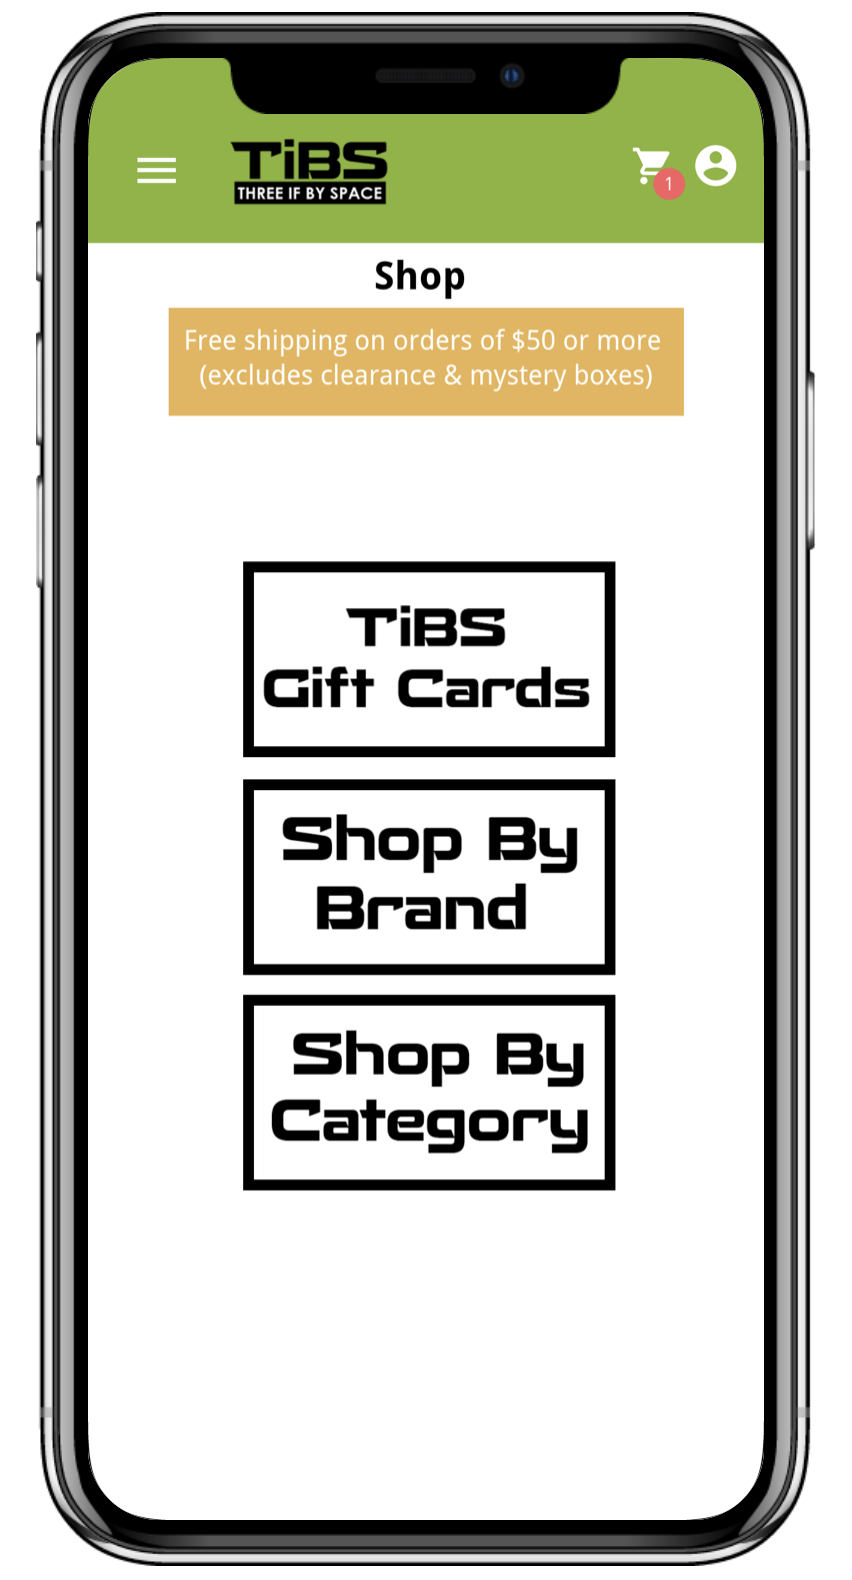 TiBS
THREE IF BY SPACE
1
Shop
Free shipping on orders of $50 or more
(excludes clearance & mystery boxes)
TiBS
Gift Cards
Shop By
Brand
Shop By
Category